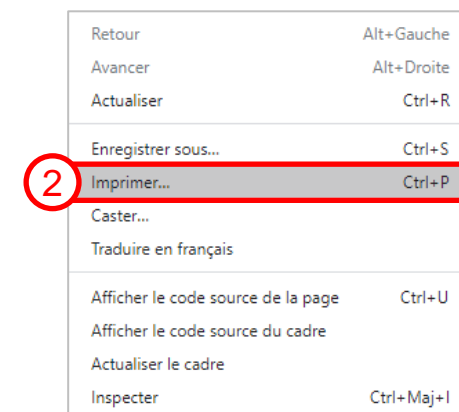 Retour Alt+Gauche
Avancer Alt+Droite
Actualiser Ctrl+R
Enregistrer sous... Ctrl+S
2 Imprimer... Ctrl+P
Caster...
Traduire en français
Afficher le code source de la page Ctrl+U
Afficher le code source du cadre
Actualiser le cadre
Inspecter Ctrl+Maj+I